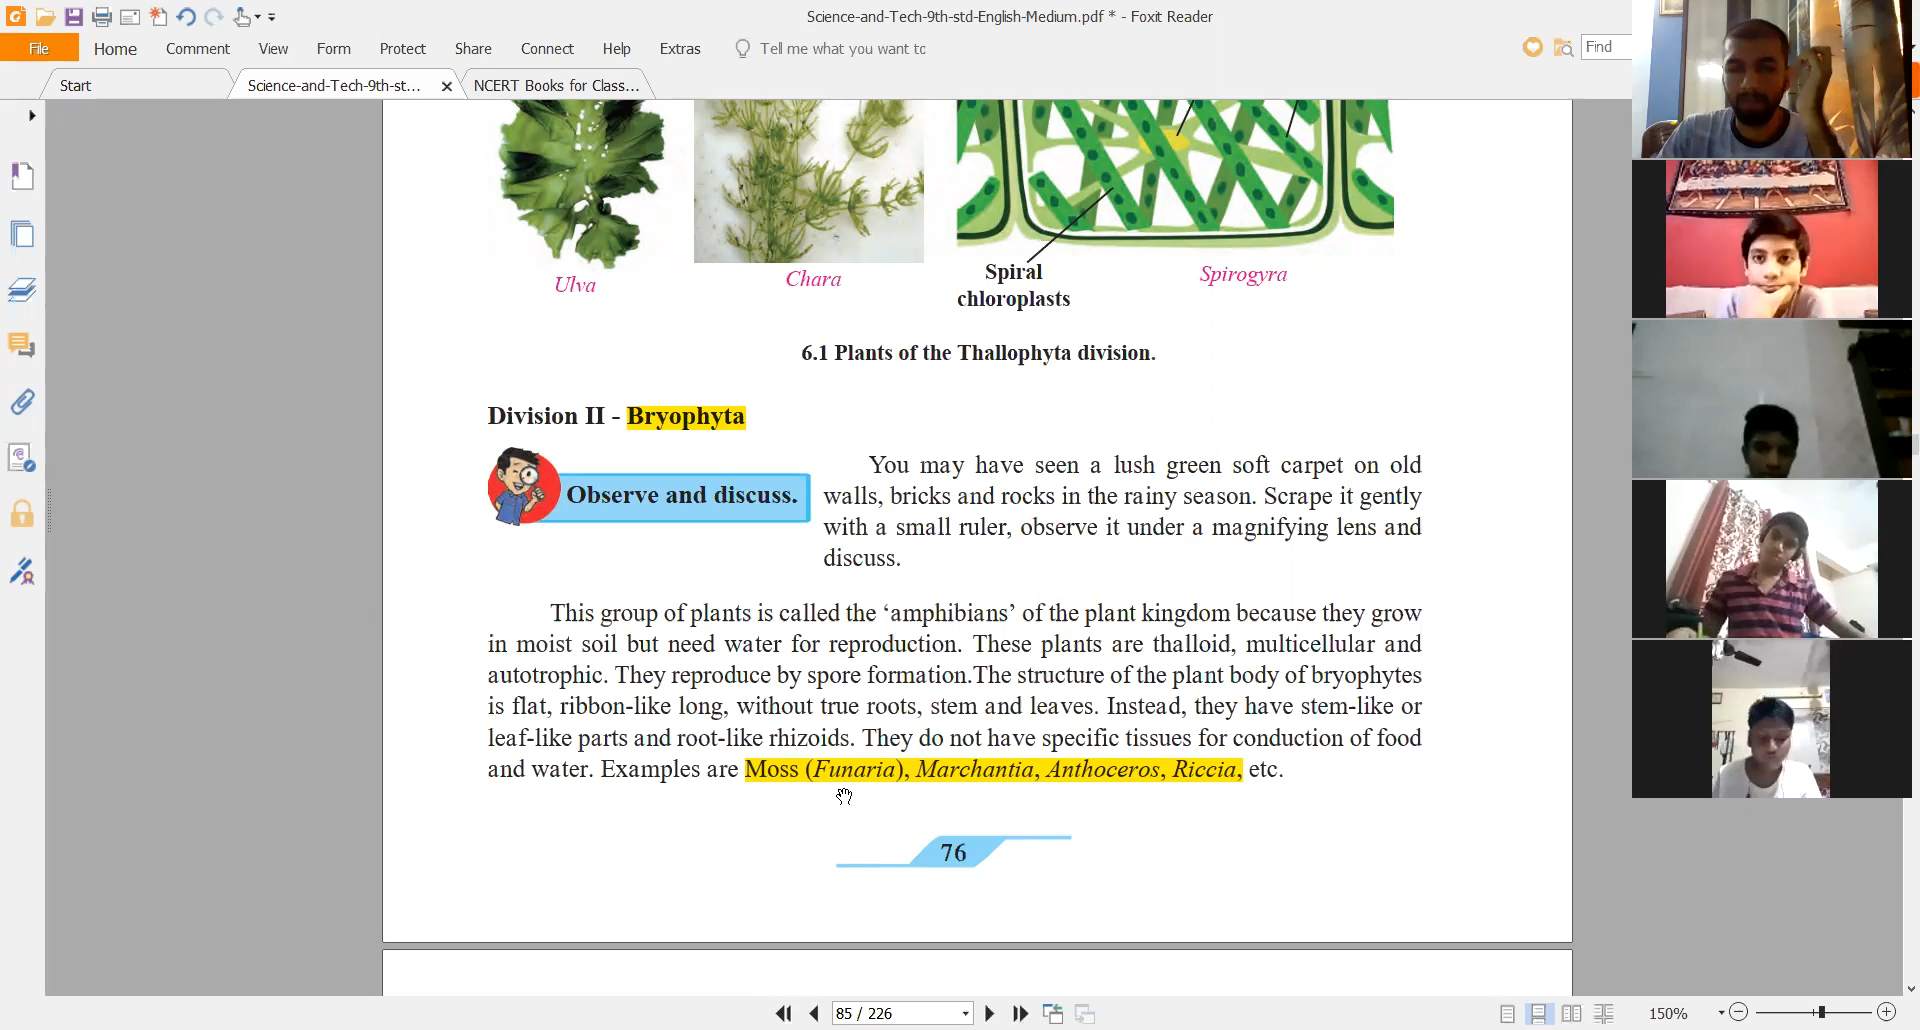 Science-and-Tech-9th-std-English-Medium.pdf * - Foxit Reader
File Home Comment View Form Protect Share Connect Help Extras Tell me what you want to
Find
Start
Science-and-Tech-9th-st...
NCERT Books for Class...
Ulva
Chara
Spiral
chloroplasts
Spirogyra
6.1 Plants of the Thallophyta division.
Division II - Bryophyta
Observe and discuss.
You may have seen a lush green soft carpet on old
walls, bricks and rocks in the rainy season. Scrape it gently
with a small ruler, observe it under a magnifying lens and
discuss.
This group of plants is called the ‘amphibians’ of the plant kingdom because they grow
in moist soil but need water for reproduction. These plants are thalloid, multicellular and
autotrophic. They reproduce by spore formation.The structure of the plant body of bryophytes
is flat, ribbon-like long, without true roots, stem and leaves. Instead, they have stem-like or
leaf-like parts and root-like rhizoids. They do not have specific tissues for conduction of food
and water. Examples are Moss (Funaria), Marchantia, Anthoceros, Riccia, etc.
76
85 / 226
150%